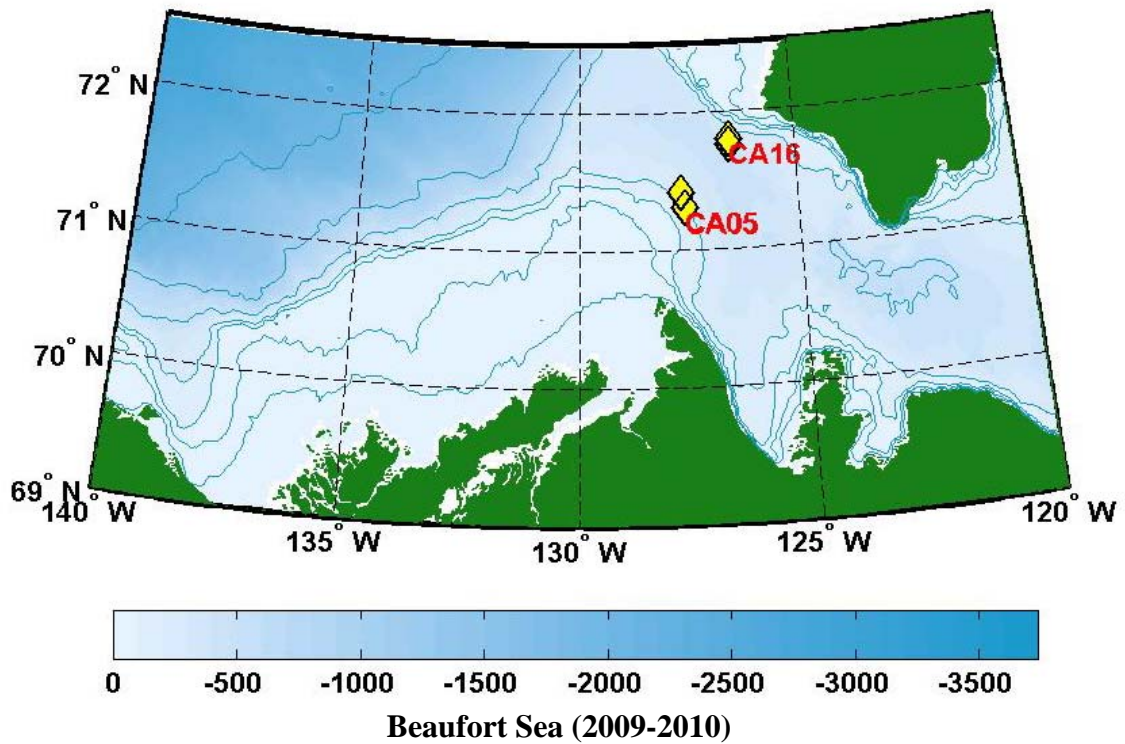 72° N
CA16
71° N
CA05
70° N
69° N
140° W
135° W
130° W
125° W
120° W
0 -500 -1000 -1500 -2000 -2500 -3000 -3500
Beaufort Sea (2009-2010)